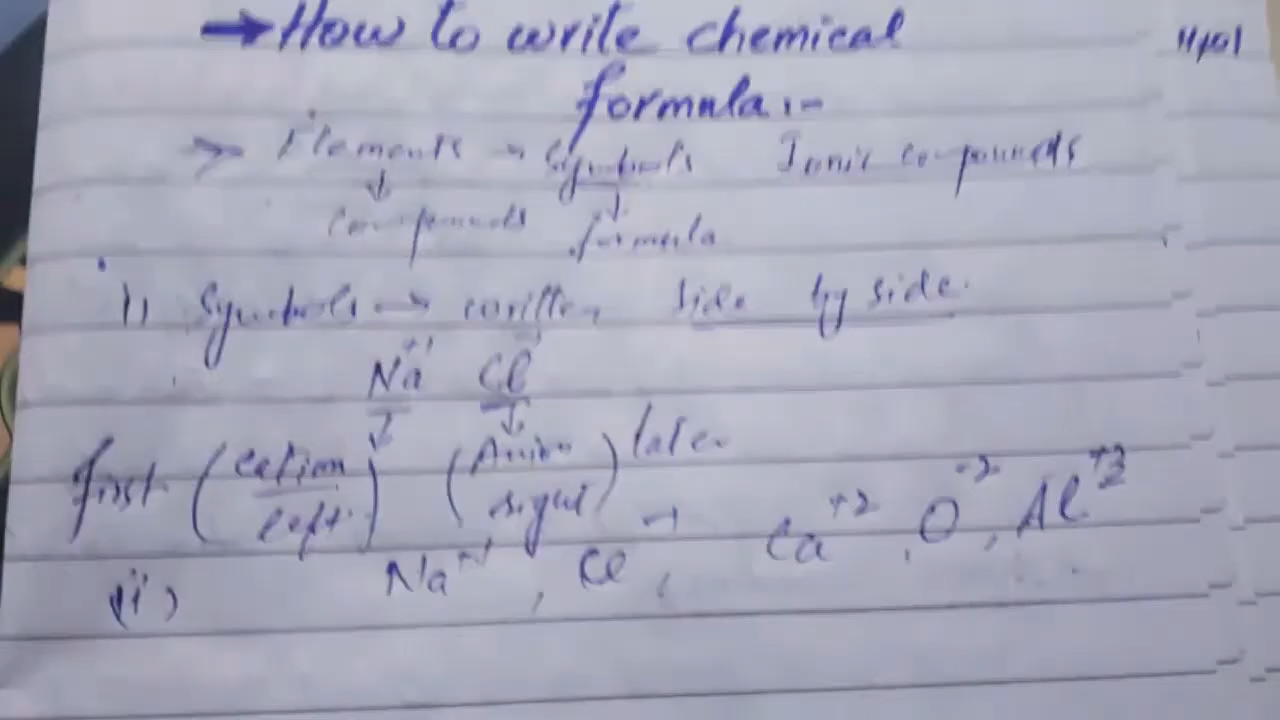 → How to write chemical
formula :-
> Elements → Symbols Ionic compounds
↓ ↓
compounds formula
i) Symbols → written side by side.
Na⁺¹ Cl
↓ ↓
first (cation left) (Anion right) later
(ii) Na⁺¹, Cl⁻¹, Ca⁺², O⁻², Al⁺³